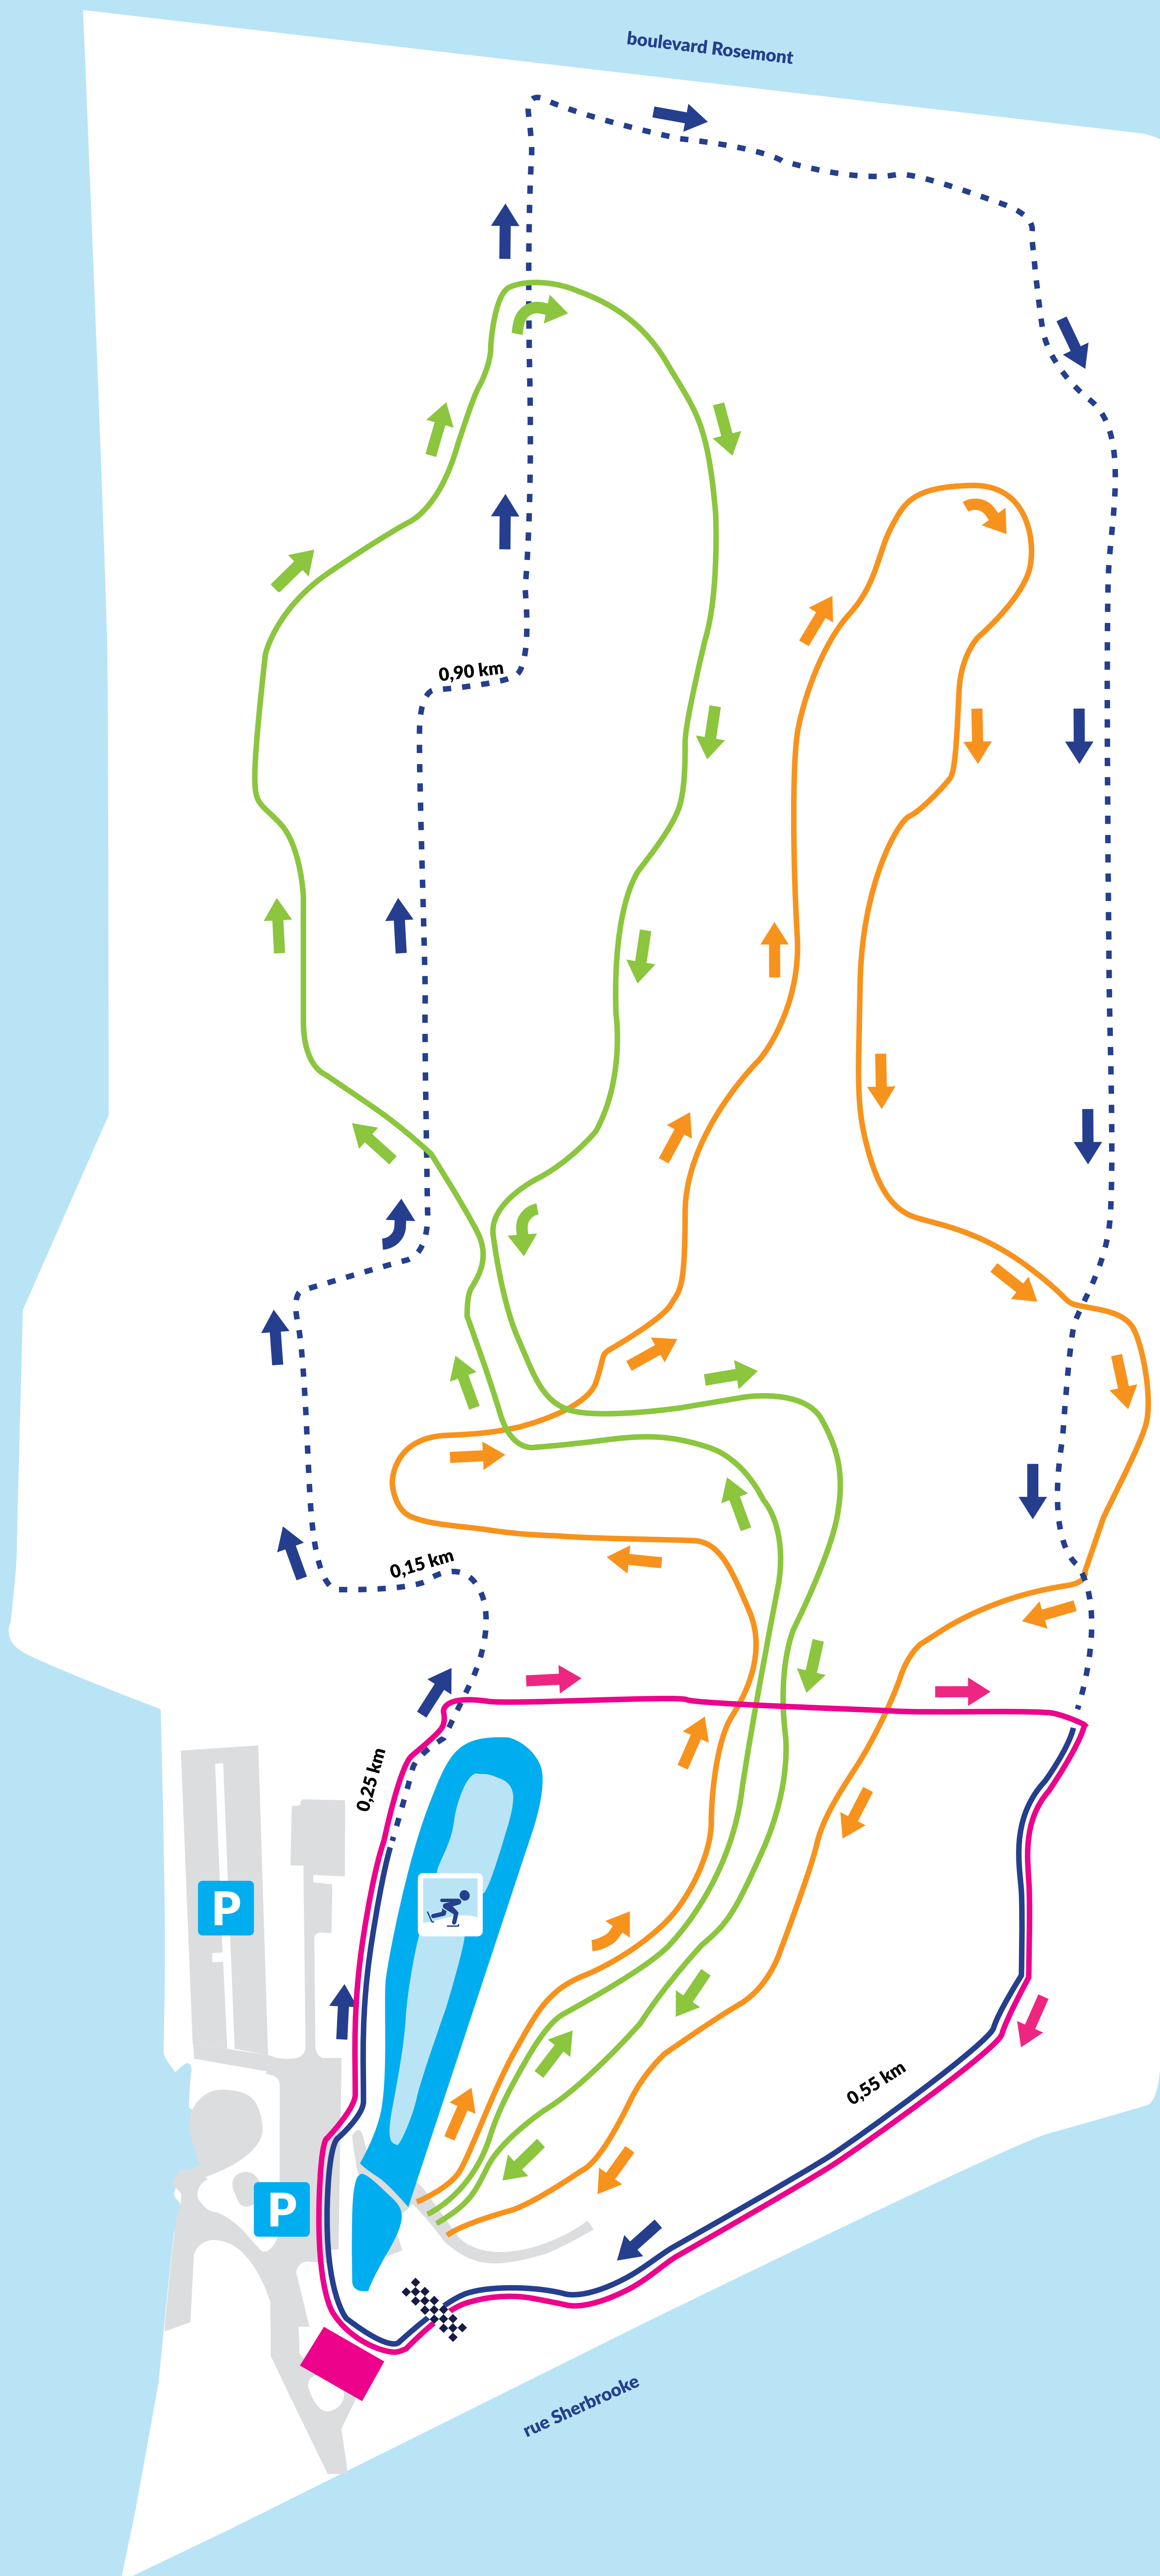 boulevard Rosemont
0,90 km
0,15 km
0,25 km
P
0,55 km
P
rue Sherbrooke